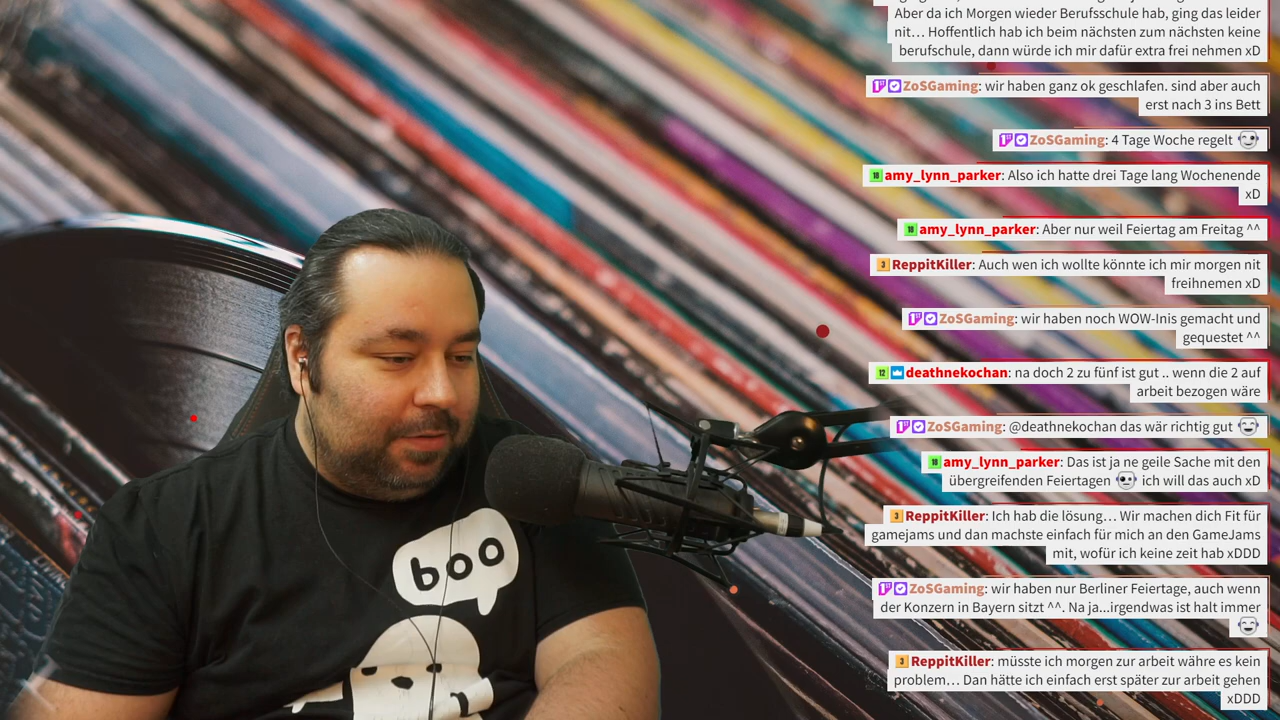 Aber da ich Morgen wieder Berufsschule hab, ging das leider
nit… Hoffentlich hab ich beim nächsten zum nächsten keine
berufschule, dann würde ich mir dafür extra frei nehmen xD
ZoSGaming: wir haben ganz ok geschlafen. sind aber auch
erst nach 3 ins Bett
ZoSGaming: 4 Tage Woche regelt
18 amy_lynn_parker: Also ich hatte drei Tage lang Wochenende
xD
18 amy_lynn_parker: Aber nur weil Feiertag am Freitag ^^
3 ReppitKiller: Auch wen ich wollte könnte ich mir morgen nit
freihnemen xD
ZoSGaming: wir haben noch WOW-Inis gemacht und
gequestet ^^
12 deathnekochan: na doch 2 zu fünf ist gut .. wenn die 2 auf
arbeit bezogen wäre
ZoSGaming: @deathnekochan das wär richtig gut
18 amy_lynn_parker: Das ist ja ne geile Sache mit den
übergreifenden Feiertagen ich will das auch xD
3 ReppitKiller: Ich hab die lösung… Wir machen dich Fit für
gamejams und dan machste einfach für mich an den GameJams
mit, wofür ich keine zeit hab xDDD
ZoSGaming: wir haben nur Berliner Feiertage, auch wenn
der Konzern in Bayern sitzt ^^. Na ja...irgendwas ist halt immer
3 ReppitKiller: müsste ich morgen zur arbeit währe es kein
problem… Dan hätte ich einfach erst später zur arbeit gehen
xDDD
boo